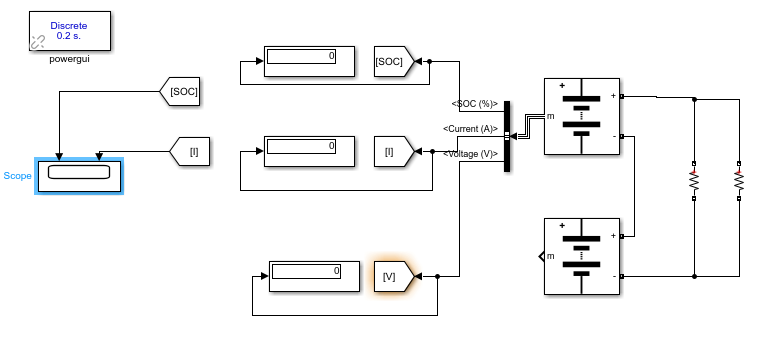 Discrete
0.2 s.
powergui
[SOC]
[I]
Scope
0
[SOC]
<SOC (%)>
0
[I]
<Current (A)>
<Voltage (V)>
0
[V]
+
m
+
-
+
m
+
-